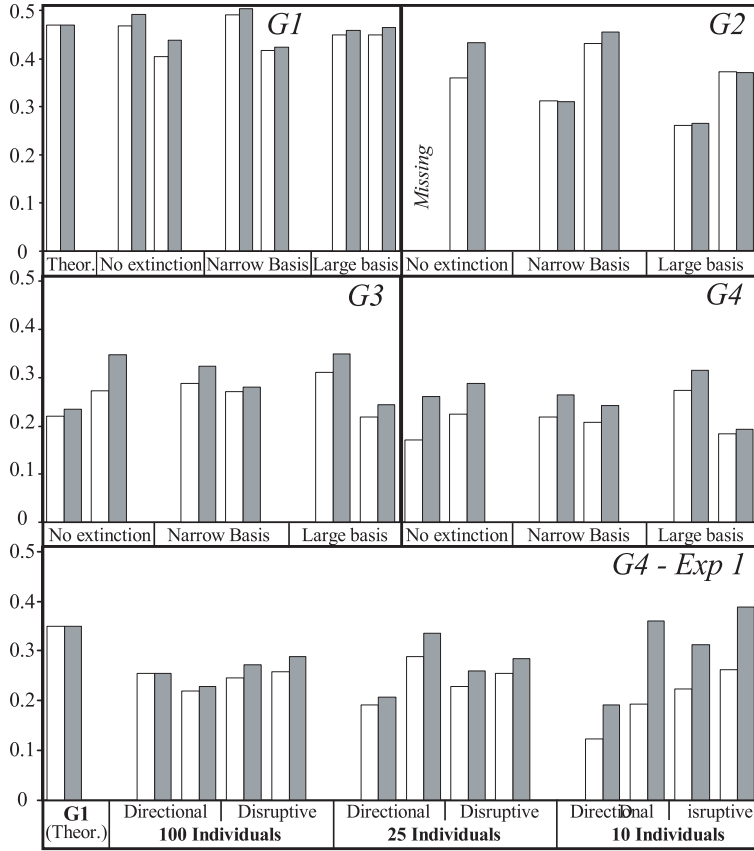 G1
0.5
0.4
0.3
0.2
0.1
0
Theor. No extinction Narrow Basis Large basis
G2
Missing
No extinction Narrow Basis Large basis
G3
0.5
0.4
0.3
0.2
0.1
0
No extinction Narrow Basis Large basis
G4
No extinction Narrow Basis Large basis
G4 - Exp 1
0.5
0.4
0.3
0.2
0.1
0
G1
(Theor.)
Directional Disruptive Directional Disruptive Directional Disruptive
100 Individuals 25 Individuals 10 Individuals